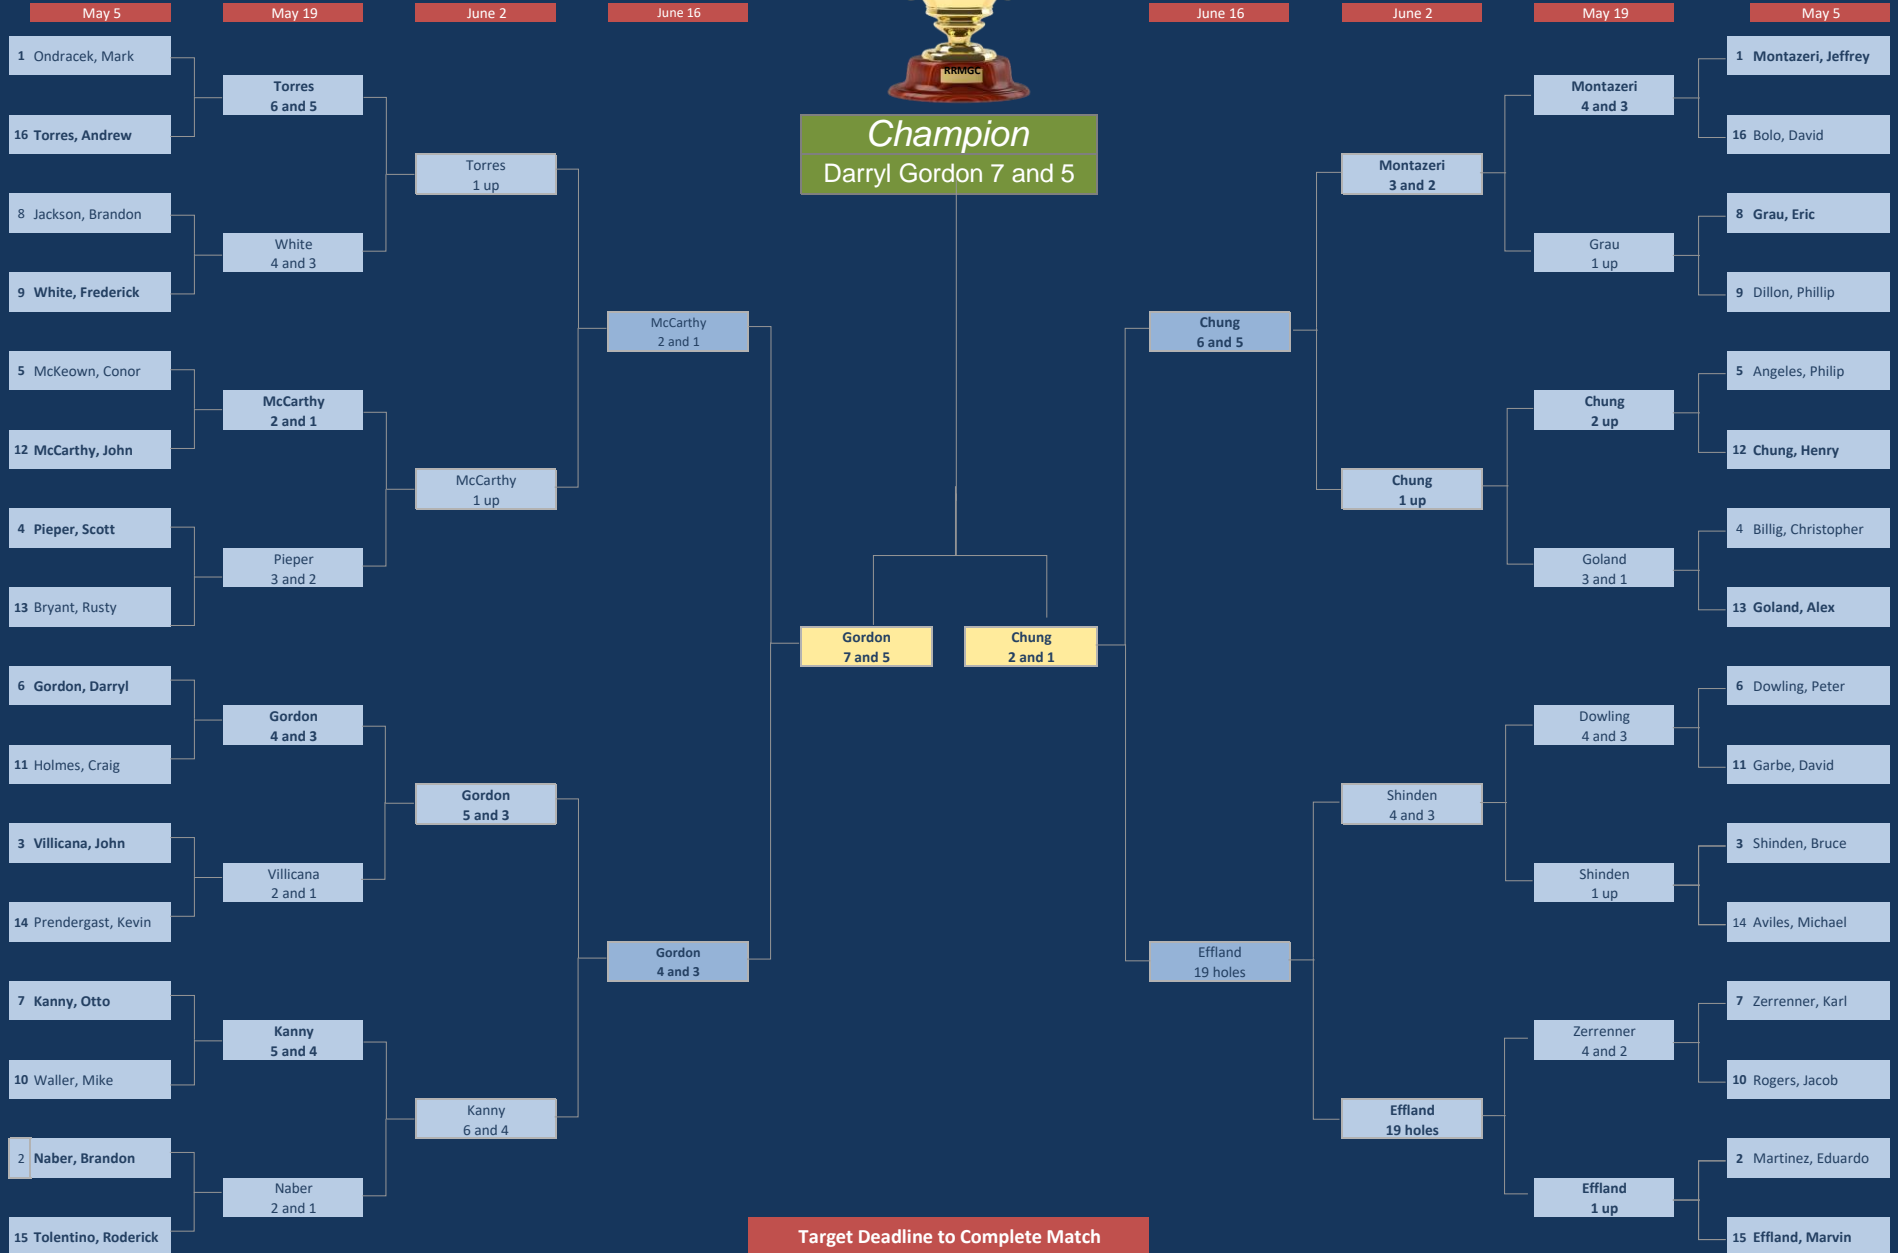 May 5
May 19
June 2
June 16
June 16
June 2
May 19
May 5
RRMGC
Champion
Darryl Gordon 7 and 5
1 Ondracek, Mark
16 Torres, Andrew
8 Jackson, Brandon
9 White, Frederick
5 McKeown, Conor
12 McCarthy, John
4 Pieper, Scott
13 Bryant, Rusty
6 Gordon, Darryl
11 Holmes, Craig
3 Villicana, John
14 Prendergast, Kevin
7 Kanny, Otto
10 Waller, Mike
2 Naber, Brandon
15 Tolentino, Roderick
Torres
6 and 5
White
4 and 3
McCarthy
2 and 1
Pieper
3 and 2
Gordon
4 and 3
Villicana
2 and 1
Kanny
5 and 4
Naber
2 and 1
Torres
1 up
McCarthy
1 up
Gordon
5 and 3
Kanny
6 and 4
McCarthy
2 and 1
Gordon
4 and 3
Gordon
7 and 5
Chung
2 and 1
Chung
6 and 5
Effland
19 holes
Montazeri
3 and 2
Chung
1 up
Shinden
4 and 3
Effland
19 holes
Montazeri
4 and 3
Grau
1 up
Chung
2 up
Goland
3 and 1
Dowling
4 and 3
Shinden
1 up
Zerrenner
4 and 2
Effland
1 up
1 Montazeri, Jeffrey
16 Bolo, David
8 Grau, Eric
9 Dillon, Phillip
5 Angeles, Philip
12 Chung, Henry
4 Billig, Christopher
13 Goland, Alex
6 Dowling, Peter
11 Garbe, David
3 Shinden, Bruce
14 Aviles, Michael
7 Zerrenner, Karl
10 Rogers, Jacob
2 Martinez, Eduardo
15 Effland, Marvin
Target Deadline to Complete Match